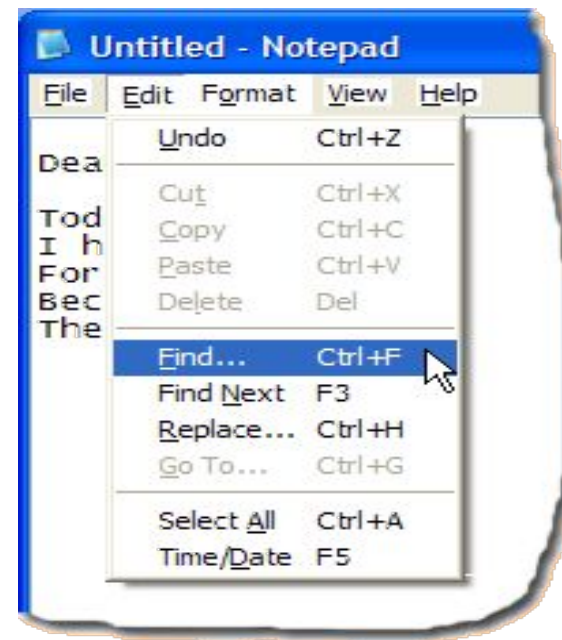 Untitled - Notepad
File Edit Format View Help
Undo Ctrl+Z
Dea
Cut Ctrl+X
Tod
Copy Ctrl+C
I h
Paste Ctrl+V
For
Delete Del
Bec
The
Find... Ctrl+F
Find Next F3
Replace... Ctrl+H
Go To... Ctrl+G
Select All Ctrl+A
Time/Date F5